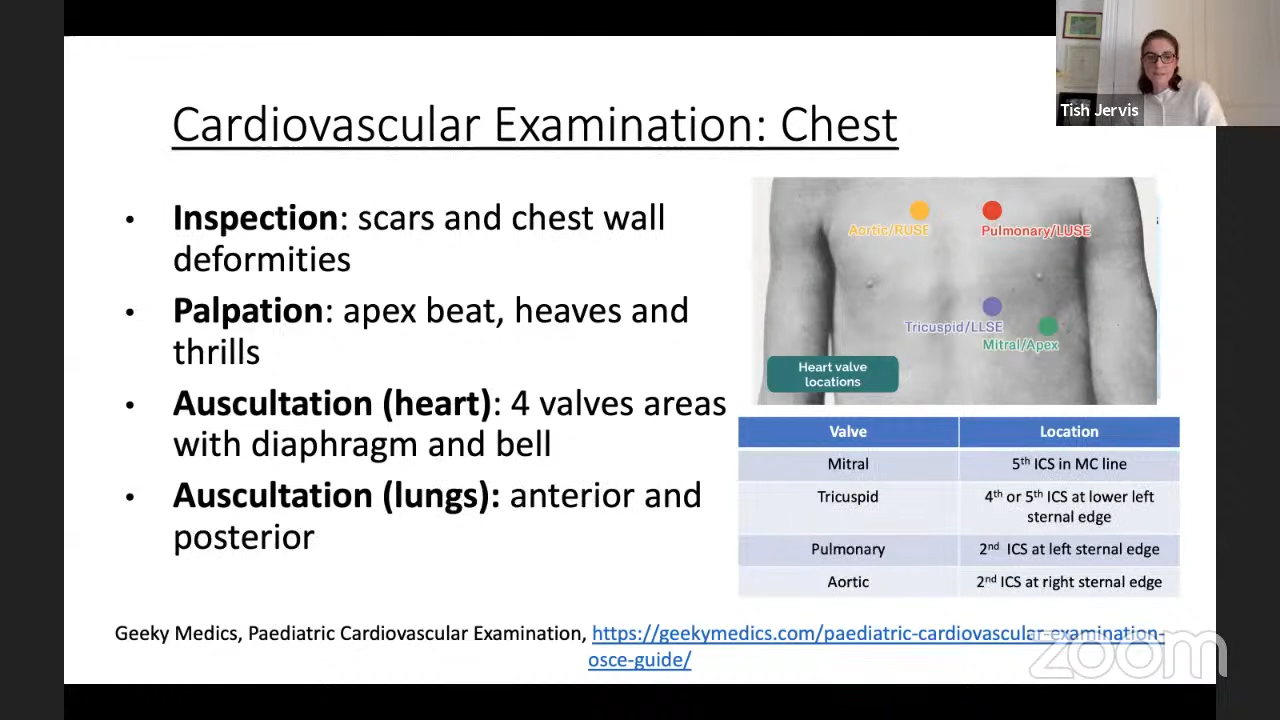 Tish Jervis
Cardiovascular Examination: Chest
• Inspection: scars and chest wall
deformities
• Palpation: apex beat, heaves and
thrills
• Auscultation (heart): 4 valves areas
with diaphragm and bell
• Auscultation (lungs): anterior and
posterior
Aortic/RUSE
Pulmonary/LUSE
Tricuspid/LLSE
Mitral/Apex
Heart valve
locations
Valve Location
Mitral 5th ICS in MC line
Tricuspid 4th or 5th ICS at lower left
sternal edge
Pulmonary 2nd ICS at left sternal edge
Aortic 2nd ICS at right sternal edge
Geeky Medics, Paediatric Cardiovascular Examination, https://geekymedics.com/paediatric-cardiovascular-examination-
osce-guide/
zoom